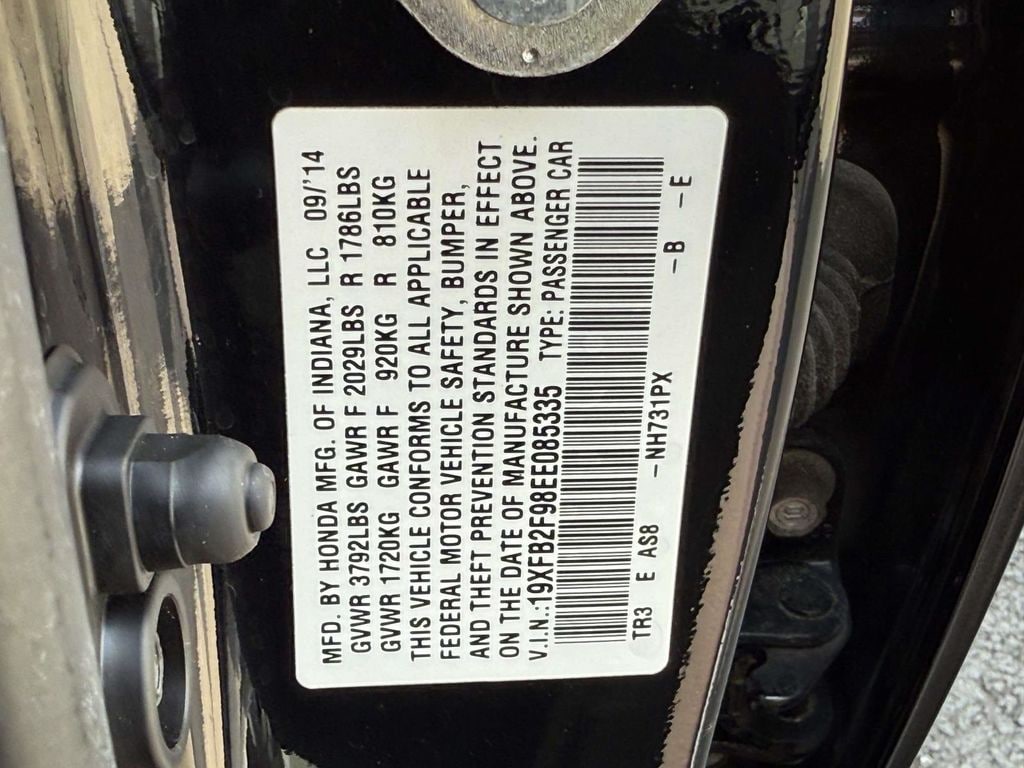 MFD. BY HONDA MFG. OF INDIANA, LLC 09/'14
GVWR 3792LBS GAWR F 2029LBS R 1786LBS
GVWR 1720KG GAWR F 920KG R 810KG
THIS VEHICLE CONFORMS TO ALL APPLICABLE
FEDERAL MOTOR VEHICLE SAFETY, BUMPER,
AND THEFT PREVENTION STANDARDS IN EFFECT
ON THE DATE OF MANUFACTURE SHOWN ABOVE.
V.I.N.:19XFB2F98EE085335 TYPE: PASSENGER CAR
TR3 E AS8 -NH731PX -B -E